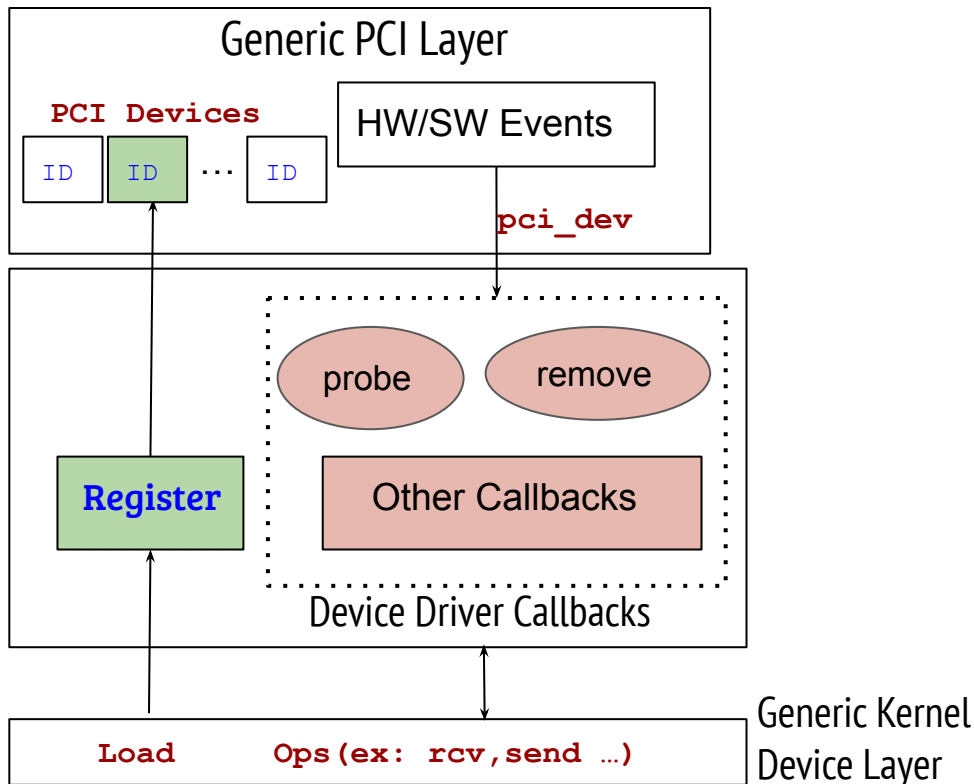 Generic PCI Layer
PCI Devices
HW/SW Events
ID
ID
...
ID
pci_dev
probe
remove
Register
Other Callbacks
Device Driver Callbacks
Load
Ops(ex: rcv,send …)
Generic Kernel
Device Layer